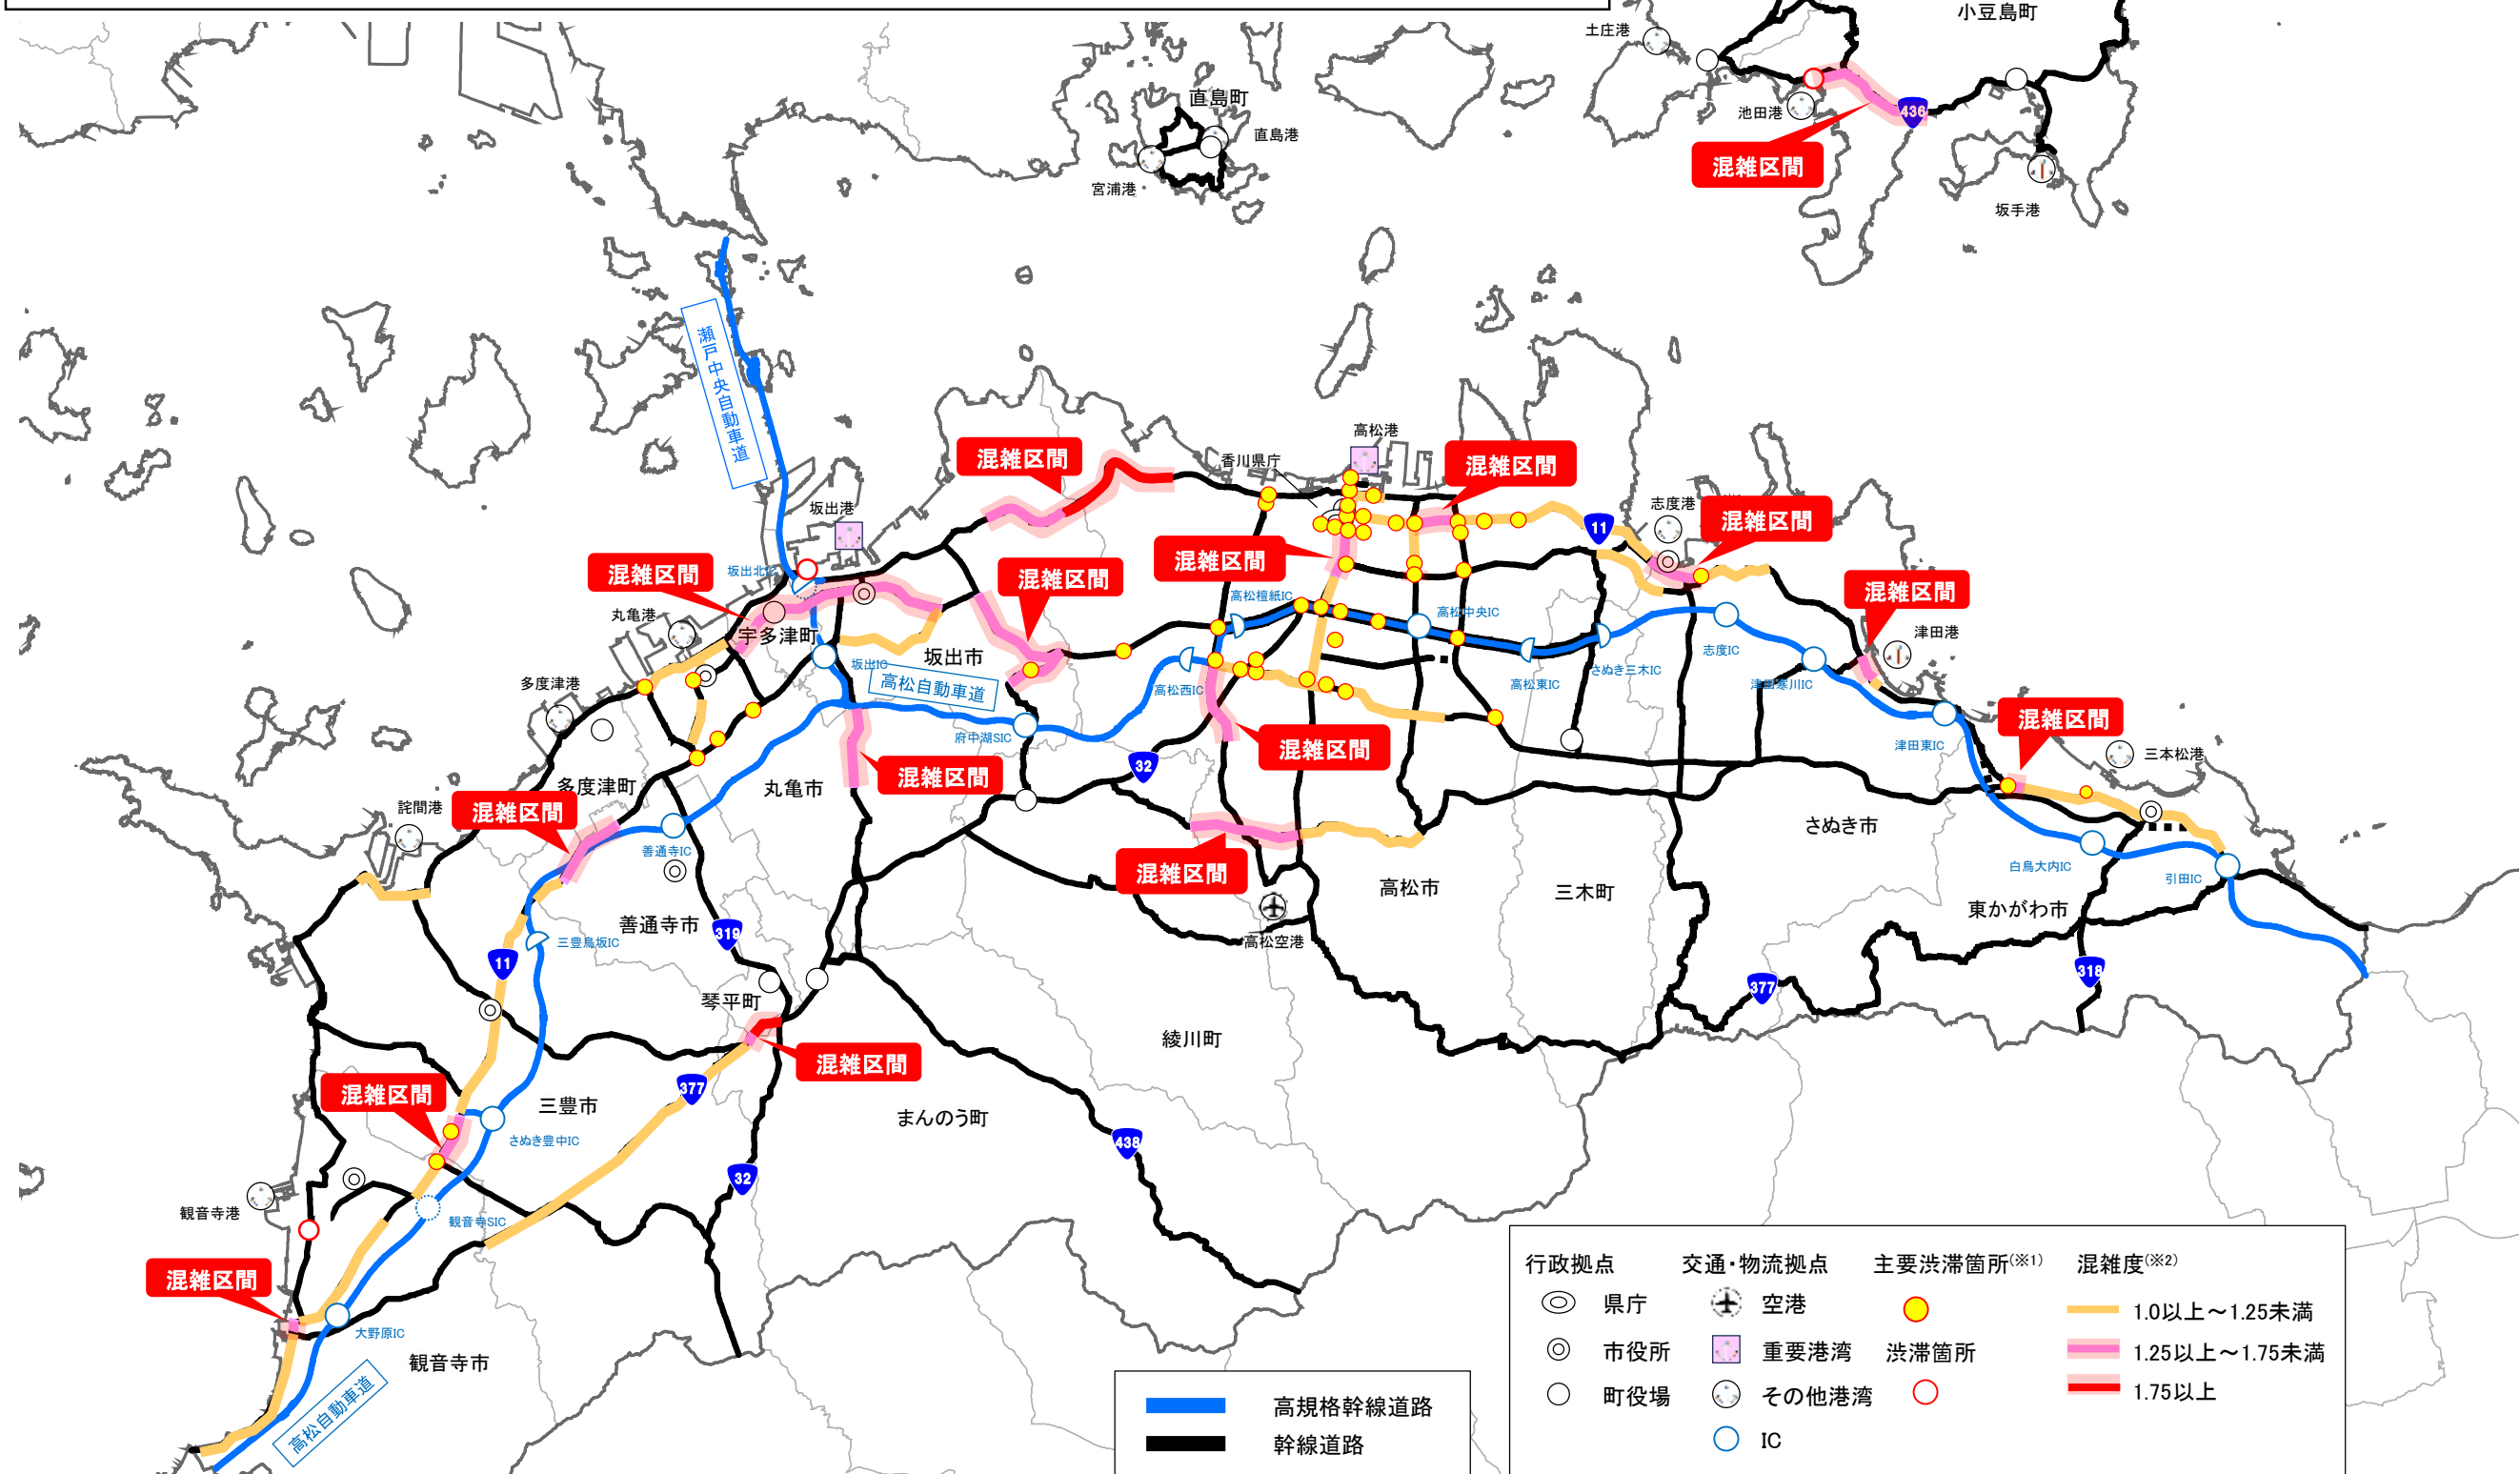 小豆島町
土庄港
池田港
436
混雑区間
坂手港
直島町
直島港
宮浦港
瀬戸中央自動車道
混雑区間
高松港
香川県庁
混雑区間
坂出港
志度港
混雑区間
11
混雑区間
坂出北IC
混雑区間
混雑区間
混雑区間
丸亀港
宇多津町
高松檀紙IC
高松中央IC
津田港
坂出市
坂出IC
高松自動車道
高松西IC
高松東IC
さぬき三木IC
志度IC
津田寒川IC
多度津港
混雑区間
府中湖SIC
混雑区間
津田東IC
三本松港
32
混雑区間
多度津町
丸亀市
詫間港
混雑区間
さぬき市
善通寺IC
混雑区間
白鳥大内IC
引田IC
高松市
三木町
東かがわ市
善通寺市
319
三豊鳥坂IC
高松空港
11
318
377
琴平町
綾川町
混雑区間
377
混雑区間
三豊市
まんのう町
さぬき豊中IC
438
32
観音寺港
観音寺SIC
混雑区間
大野原IC
観音寺市
高松自動車道
行政拠点
県庁
市役所
町役場
交通・物流拠点
空港
重要港湾
その他港湾
IC
主要渋滞箇所(※1)
渋滞箇所
混雑度(※2)
1.0以上～1.25未満
1.25以上～1.75未満
1.75以上
高規格幹線道路
幹線道路